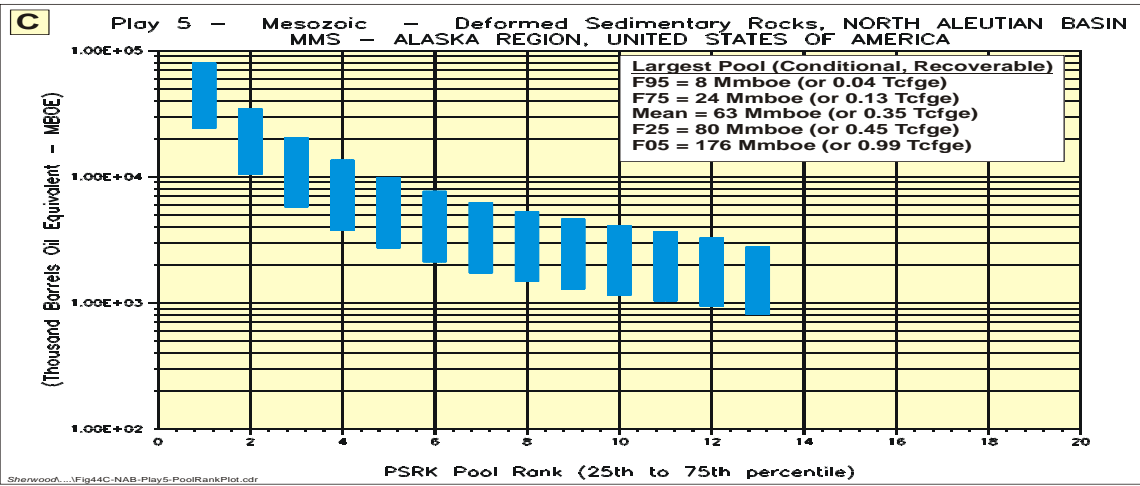 C
Play 5 – Mesozoic – Deformed Sedimentary Rocks, NORTH ALEUTIAN BASIN
MMS – ALASKA REGION, UNITED STATES OF AMERICA
Largest Pool (Conditional, Recoverable)
F95 = 8 Mmboe (or 0.04 Tcfge)
F75 = 24 Mmboe (or 0.13 Tcfge)
Mean = 63 Mmboe (or 0.35 Tcfge)
F25 = 80 Mmboe (or 0.45 Tcfge)
F05 = 176 Mmboe (or 0.99 Tcfge)
(Thousand Barrels Oil Equivalent – MBOE)
1.00E+05
1.00E+04
1.00E+03
1.00E+02
0 2 4 6 8 10 12 14 16 18 20
PSRK Pool Rank (25th to 75th percentile)
Sherwood\...\Fig44C-NAB-Play5-PoolRankPlot.cdr